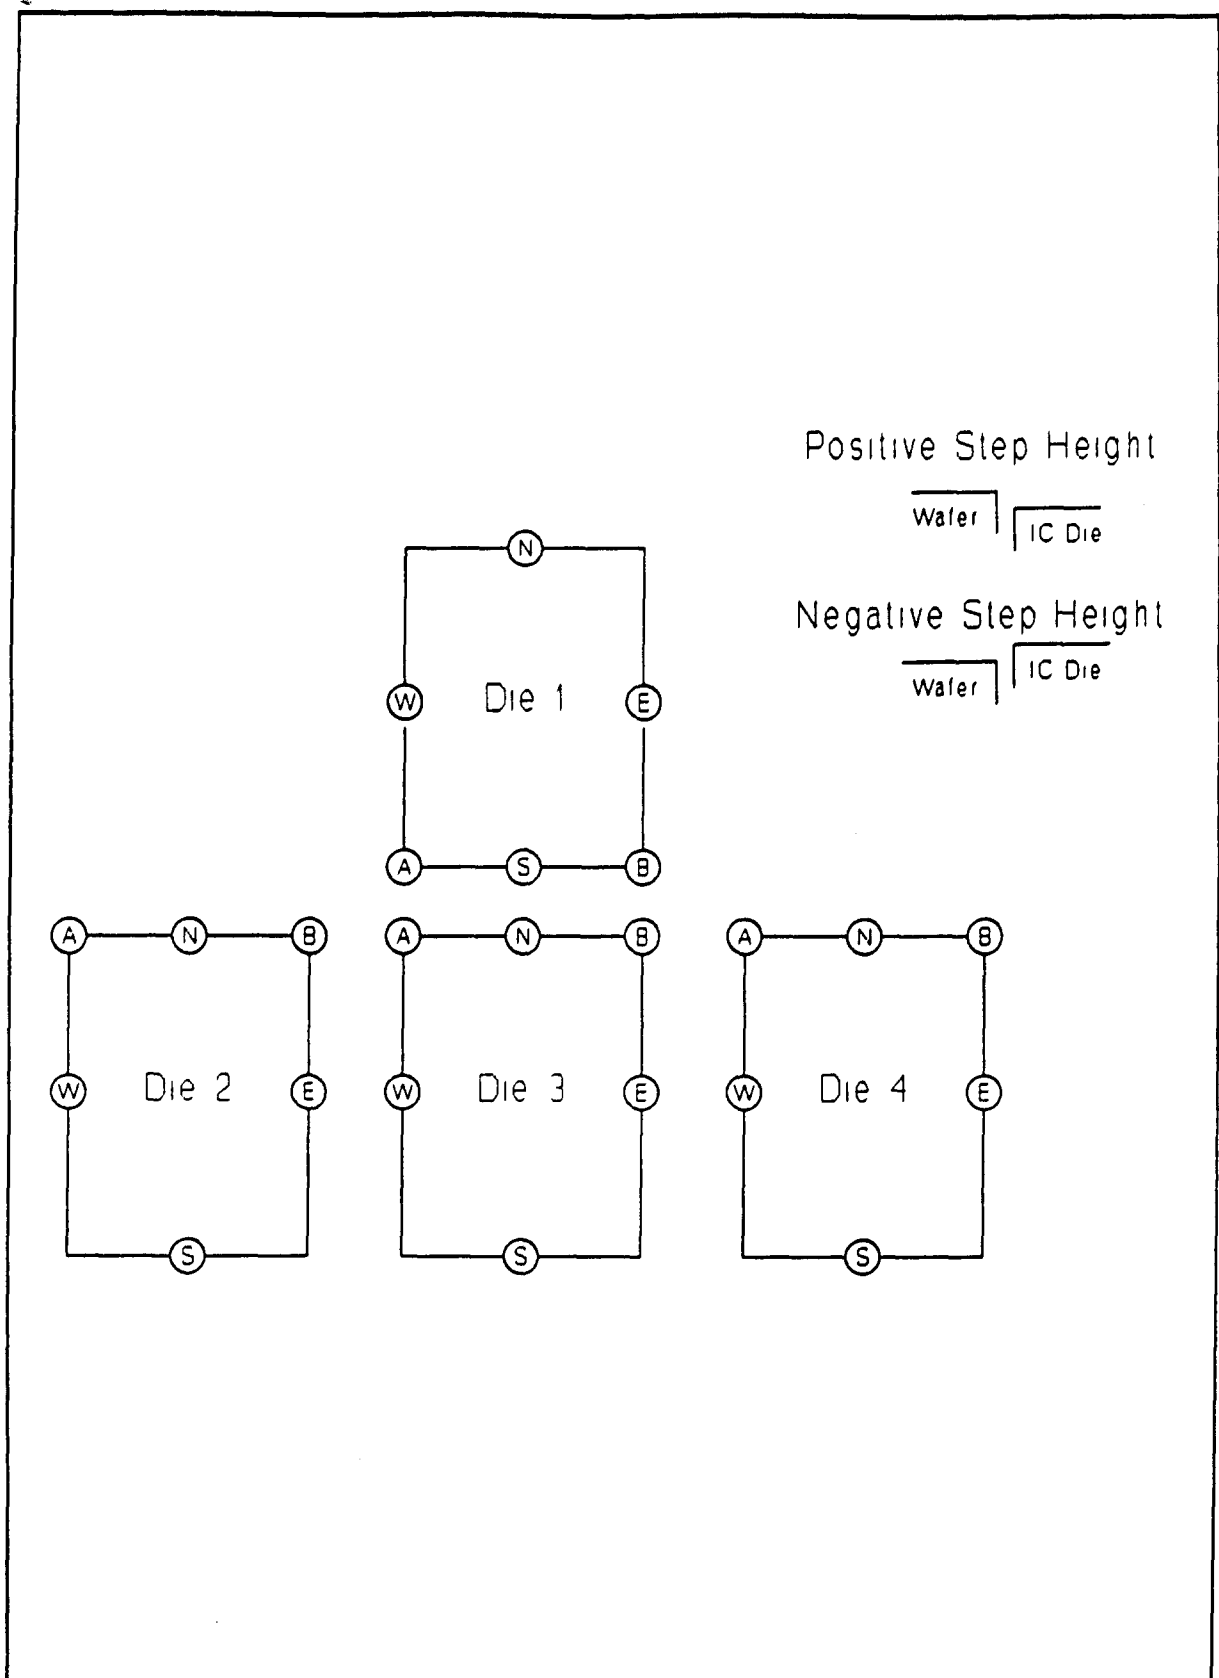 Positive Step Height
Wafer
IC Die
N
Negative Step Height
IC Die
Wafer
W
Die 1
E
A
S
B
A
N
B
A
N
B
A
N
B
W
Die 2
E
W
Die 3
E
W
Die 4
E
S
S
S